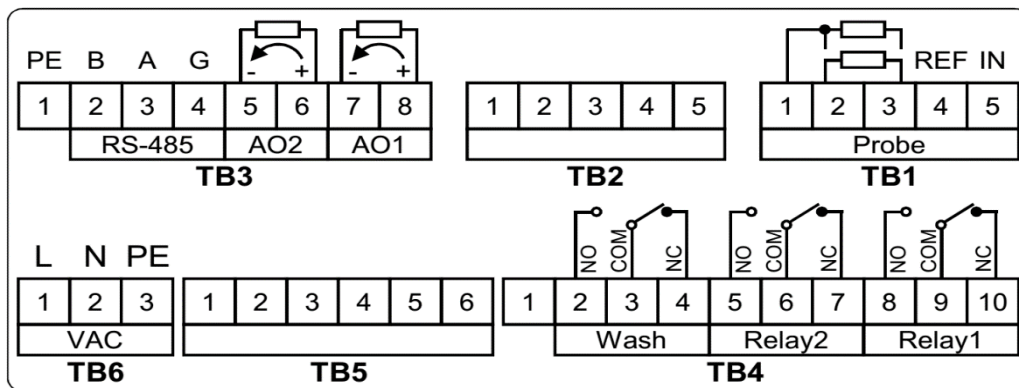 PE B A G - + - + REF IN
1 2 3 4 5 6 7 8 1 2 3 4 5 1 2 3 4 5
RS-485 AO2 AO1 Probe
TB3 TB2 TB1
L N PE NO COM NC NO COM NC NO COM NC
1 2 3 1 2 3 4 5 6 1 2 3 4 5 6 7 8 9 10
VAC Wash Relay2 Relay1
TB6 TB5 TB4